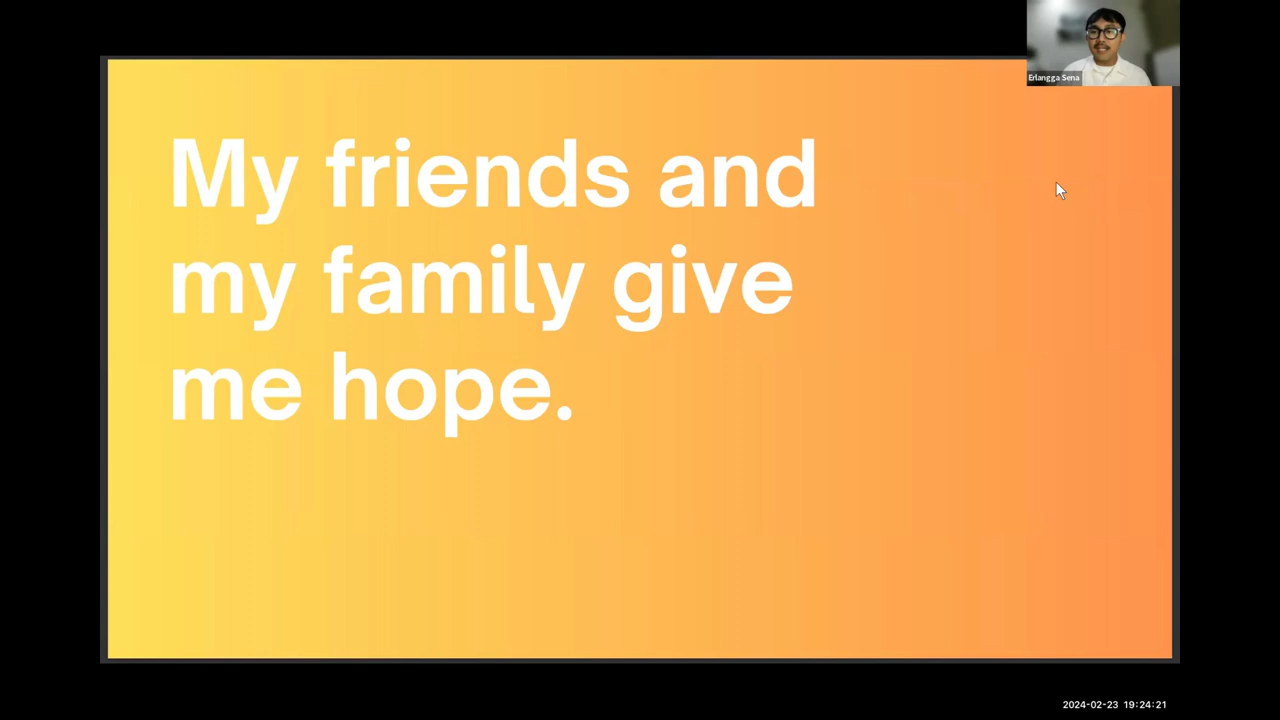 Erlangga Sena
My friends and
my family give
me hope.
2024-02-23 19:24:21